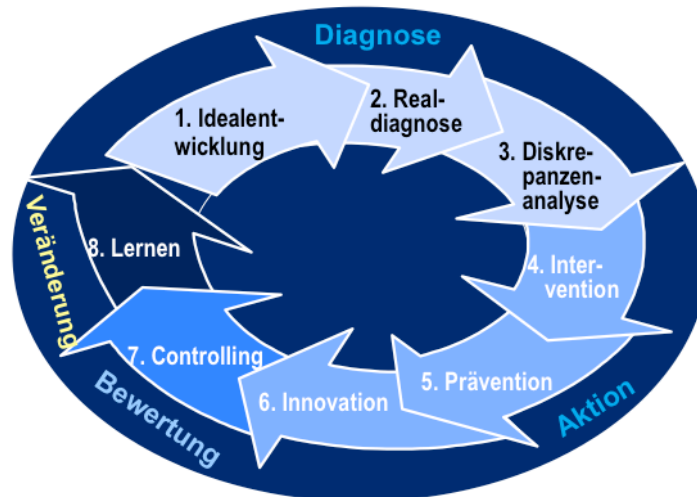 Diagnose
1. Idealent-
wicklung
2. Real-
diagnose
3. Diskre-
panzen-
analyse
4. Inter-
vention
5. Prävention
Aktion
6. Innovation
7. Controlling
Bewertung
8. Lernen
Veränderung